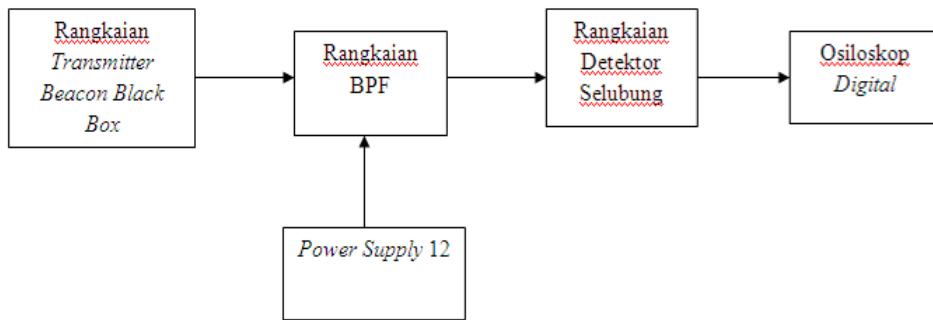 Rangkaian
Transmitter
Beacon Black
Box
Rangkaian
BPF
Rangkaian
Detektor
Selubung
Osiloskop
Digital
Power Supply 12